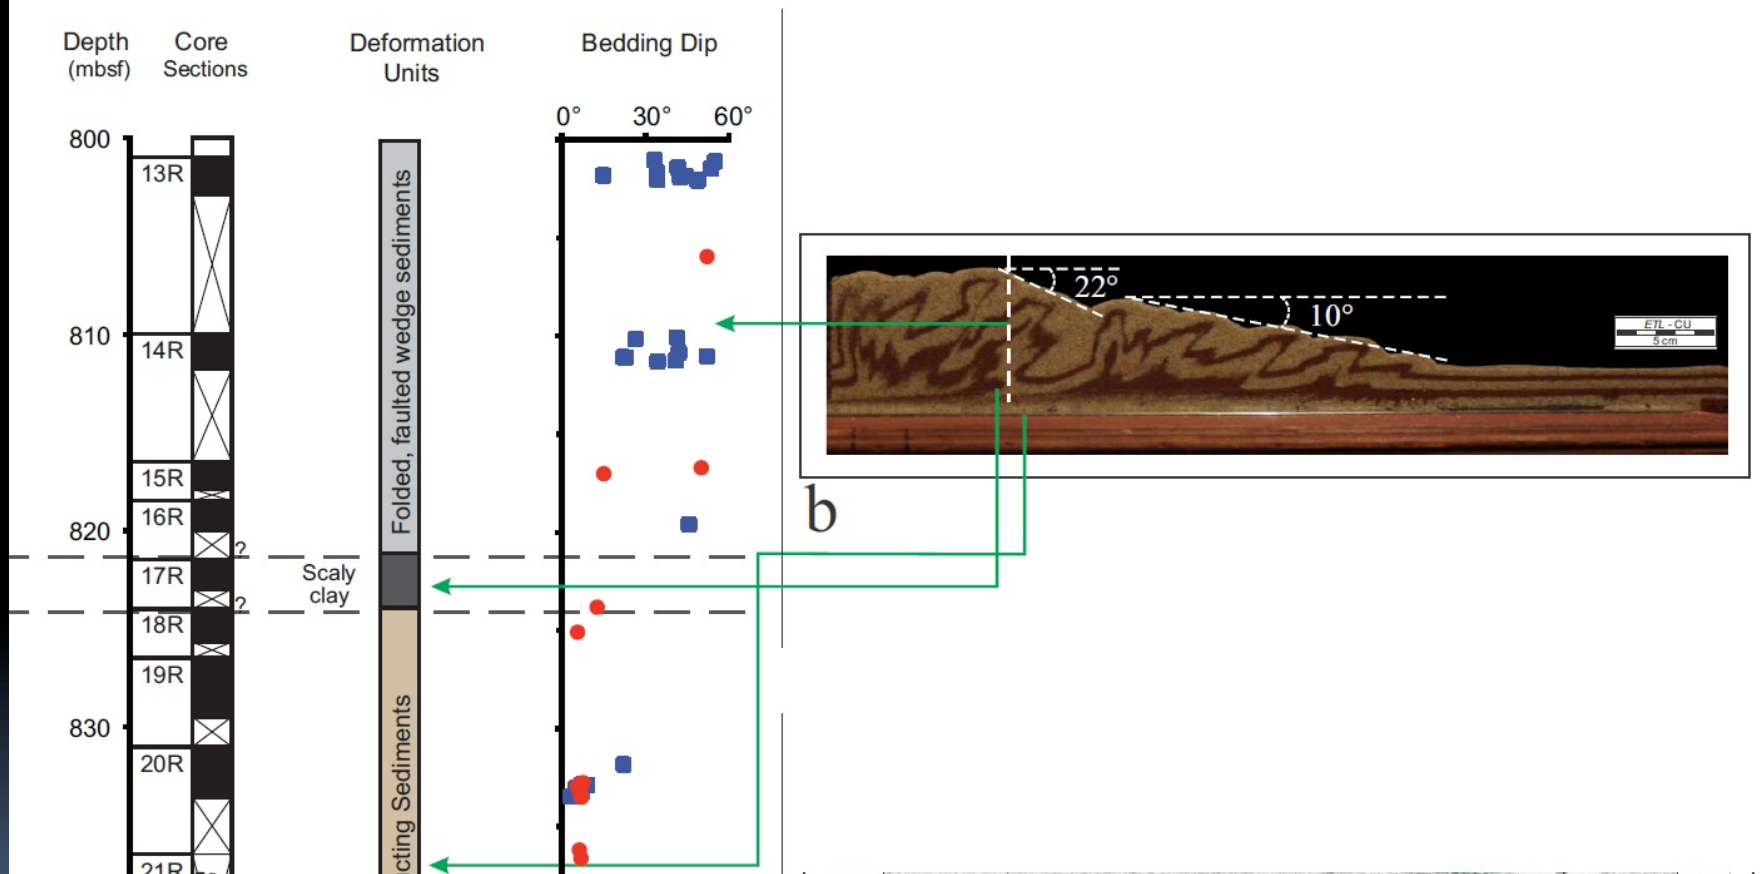 Depth
(mbsf)
Core
Sections
Deformation
Units
Bedding Dip
0°
30°
60°
800
810
820
830
13R
14R
15R
16R
17R
18R
19R
20R
21R
?
?
Scaly
clay
Folded, faulted wedge sediments
cting Sediments
22°
10°
ETL - CU
5 cm
b